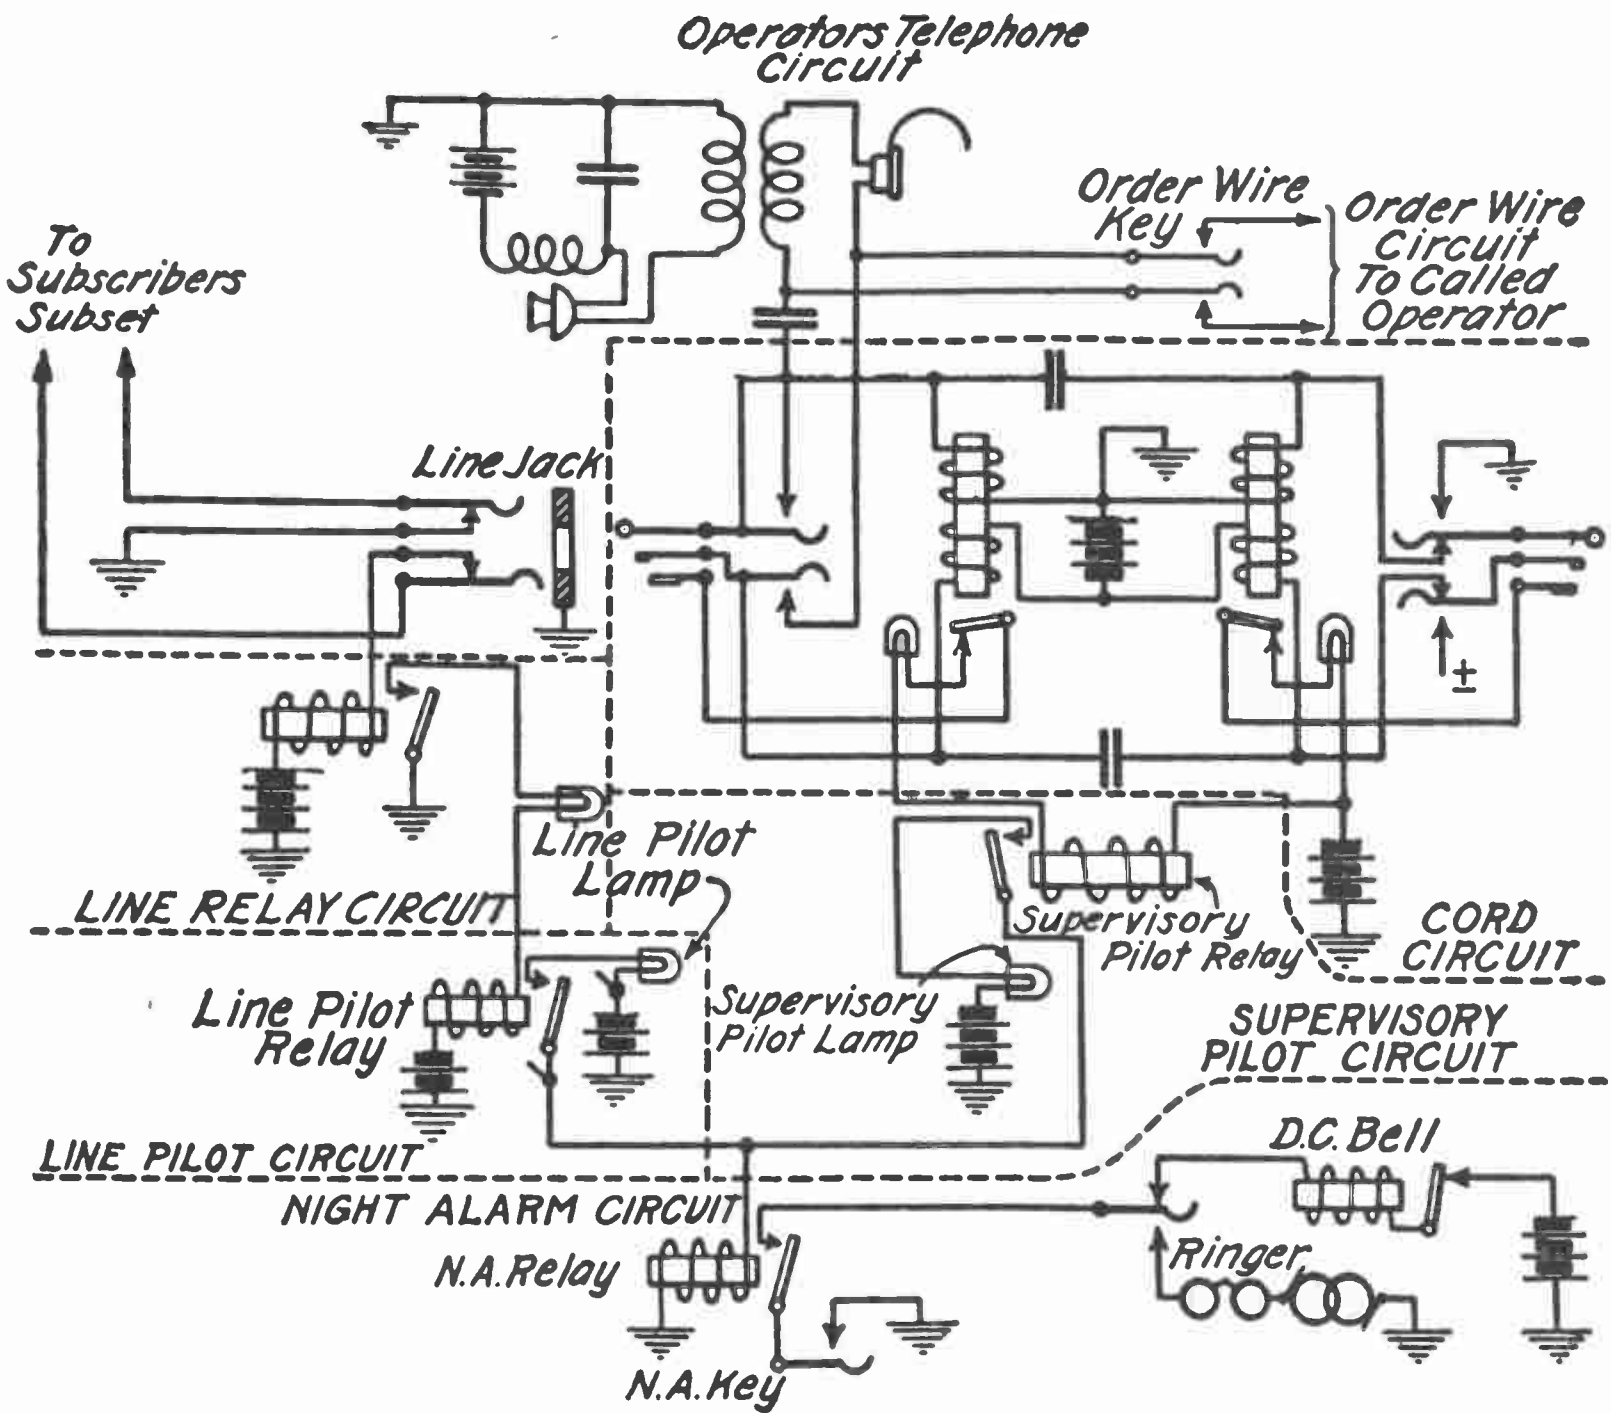 Operators Telephone
Circuit
Order Wire
Key
Order Wire
Circuit
To Called
Operator
To
Subscribers
Subset
Line Jack
±
Line Pilot
Lamp
LINE RELAY CIRCUIT
Supervisory
Pilot Relay
CORD
CIRCUIT
Line Pilot
Relay
Supervisory
Pilot Lamp
SUPERVISORY
PILOT CIRCUIT
LINE PILOT CIRCUIT
D.C. Bell
NIGHT ALARM CIRCUIT
N.A. Relay
Ringer
N.A. Key